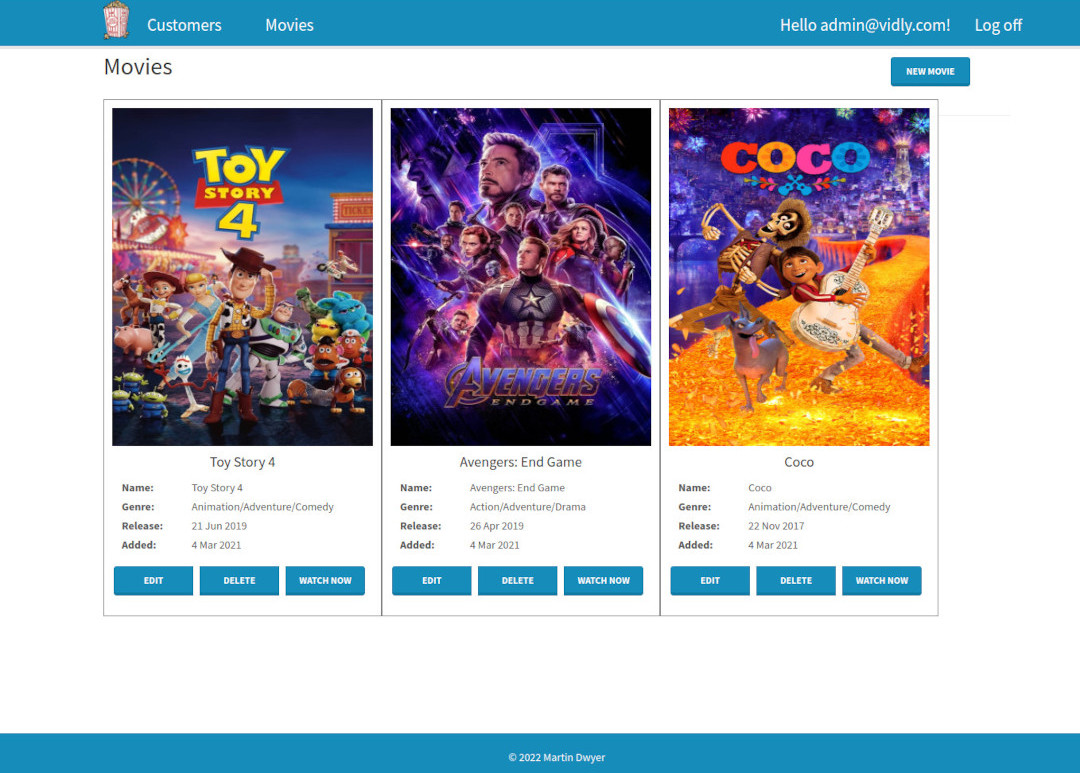 Customers
Movies
Hello admin@vidly.com!
Log off
Movies
NEW MOVIE
TOY
STORY
4
TICKET
AVENGERS
ENDGAME
COCO
Toy Story 4
Name: Toy Story 4
Genre: Animation/Adventure/Comedy
Release: 21 Jun 2019
Added: 4 Mar 2021
EDIT
DELETE
WATCH NOW
Avengers: End Game
Name: Avengers: End Game
Genre: Action/Adventure/Drama
Release: 26 Apr 2019
Added: 4 Mar 2021
EDIT
DELETE
WATCH NOW
Coco
Name: Coco
Genre: Animation/Adventure/Comedy
Release: 22 Nov 2017
Added: 4 Mar 2021
EDIT
DELETE
WATCH NOW
© 2022 Martin Dwyer